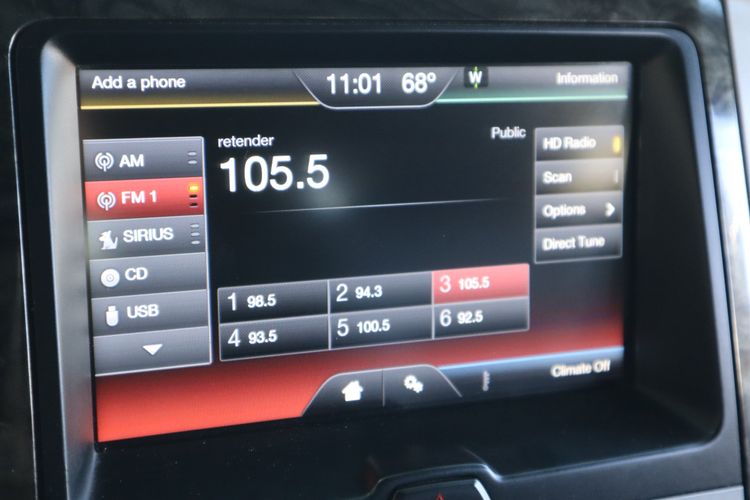 Add a phone
11:01 68°
W
Information
AM
FM 1
SIRIUS
CD
USB
retender
105.5
Public
HD Radio
Scan
Options
Direct Tune
1 98.5
2 94.3
3 105.5
4 93.5
5 100.5
6 92.5
Climate Off